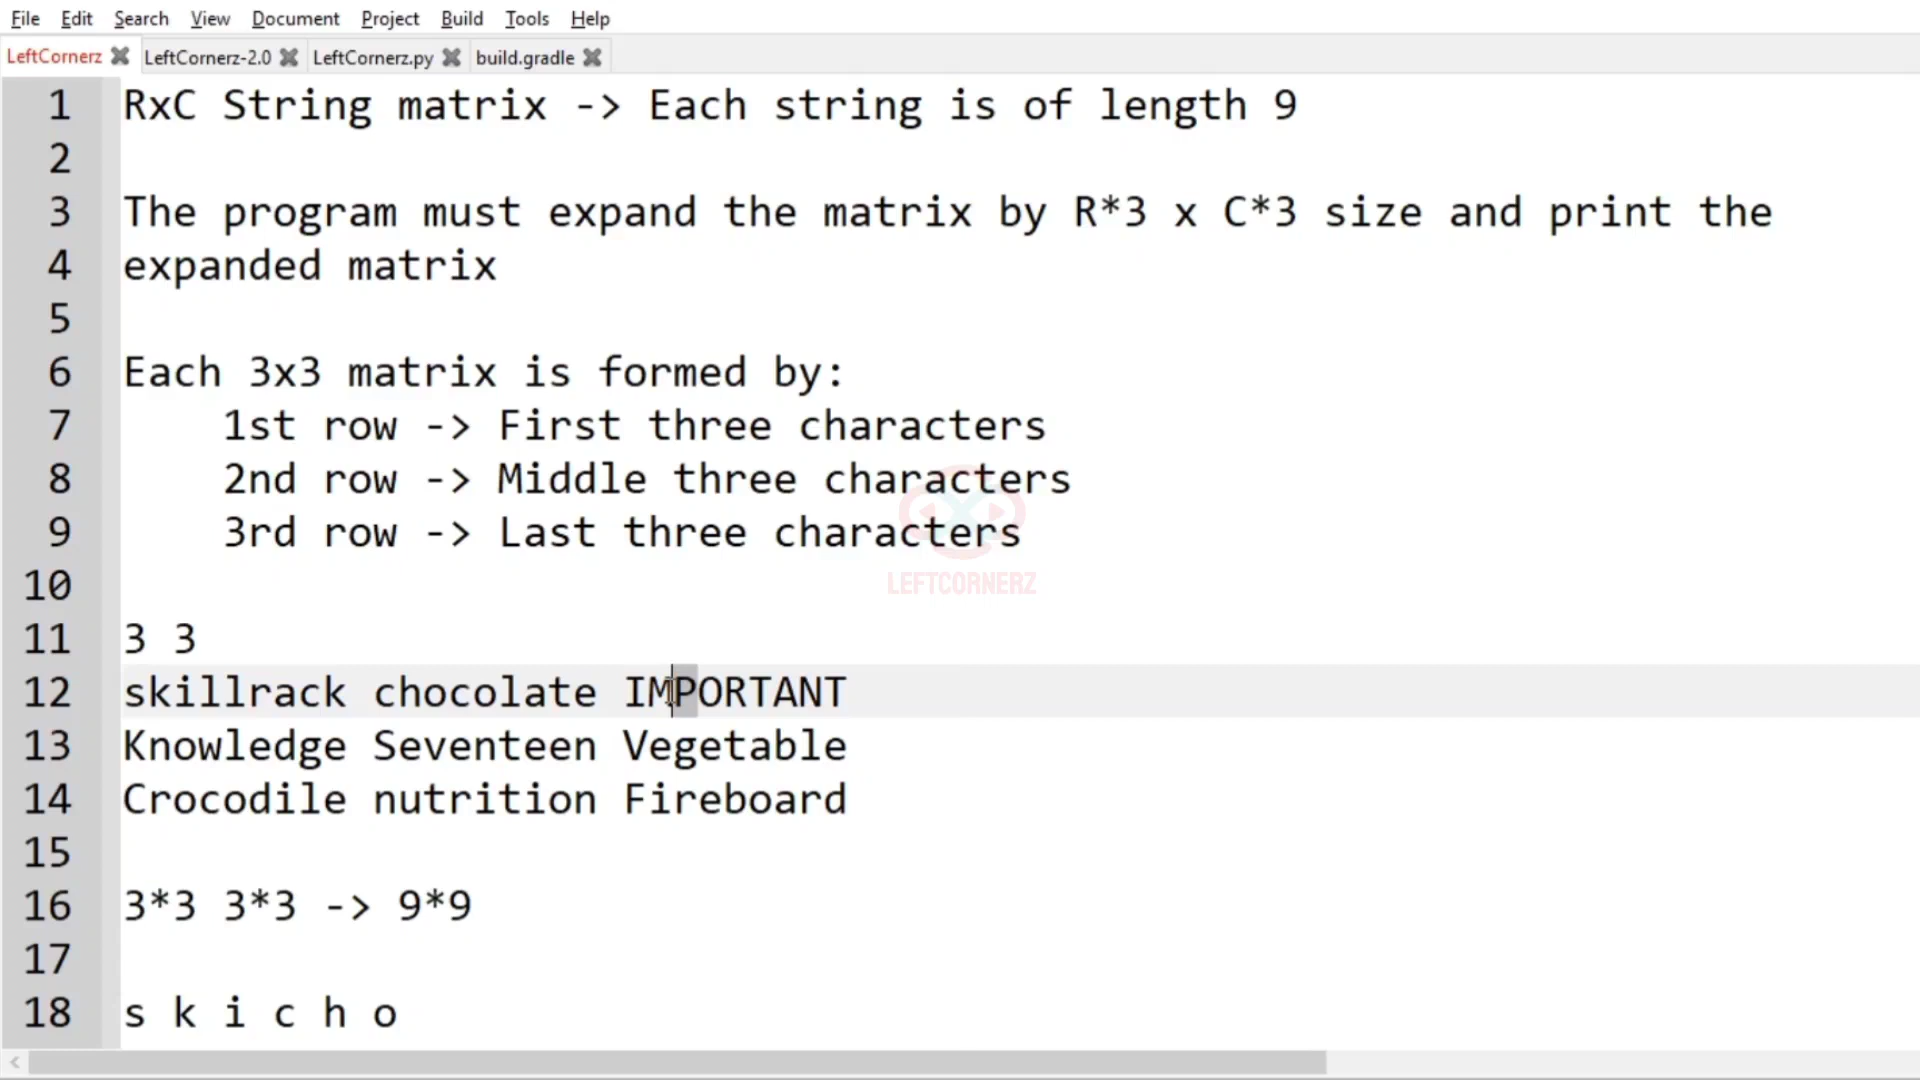 File Edit Search View Document Project Build Tools Help
LeftCornerz LeftCornerz-2.0 LeftCornerz.py build.gradle
1 RxC String matrix -> Each string is of length 9
2
3 The program must expand the matrix by R*3 x C*3 size and print the
4 expanded matrix
5
6 Each 3x3 matrix is formed by:
7 1st row -> First three characters
8 2nd row -> Middle three characters
9 3rd row -> Last three characters
10
LEFTCORNERZ
11 3 3
12 skillrack chocolate IMPORTANT
13 Knowledge Seventeen Vegetable
14 Crocodile nutrition Fireboard
15
16 3*3 3*3 -> 9*9
17
18 s k i c h o